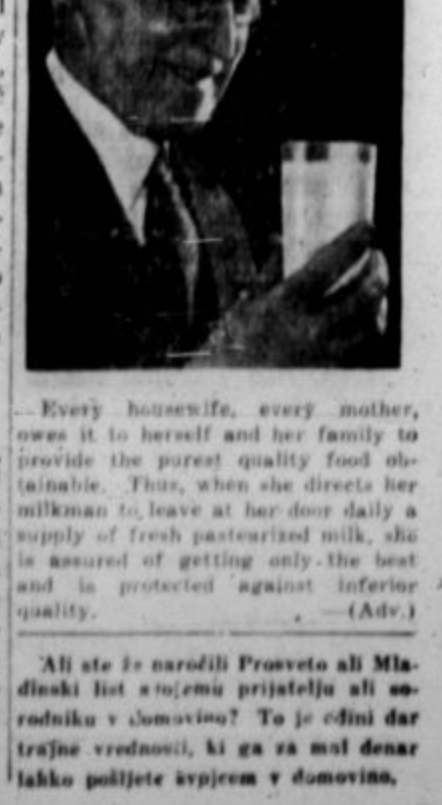 Every housewife, every mother,
owes it to herself and her family to
provide the purest quality food ob-
tainable. Thus, when she directs her
milkman to leave at her door daily a
supply of fresh pasteurized milk, she
is assured of getting only the best
and is protected against inferior
quality. —(Adv.)
Ali ste že naročili Prosveto ali Mla-
dinski list svojemu prijatelju ali so-
rodniku v domovino? To je edini dar
trajne vrednosti, ki ga za mal denar
lahko pošljete svojcem v domovino.